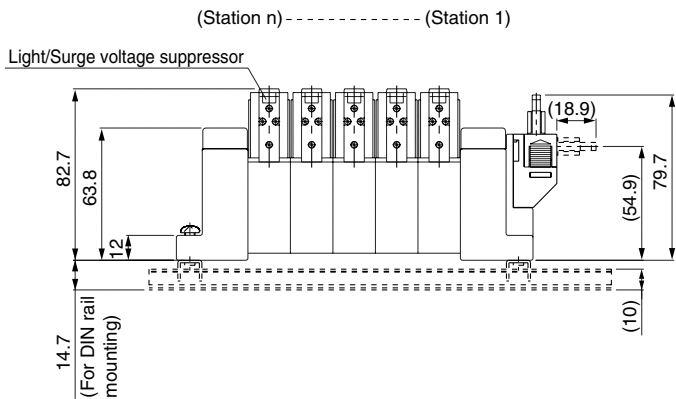 (Station n) (Station 1)
Light/Surge voltage suppressor
(18.9)
82.7
63.8
12
(54.9)
79.7
14.7
(For DIN rail
mounting)
(10)